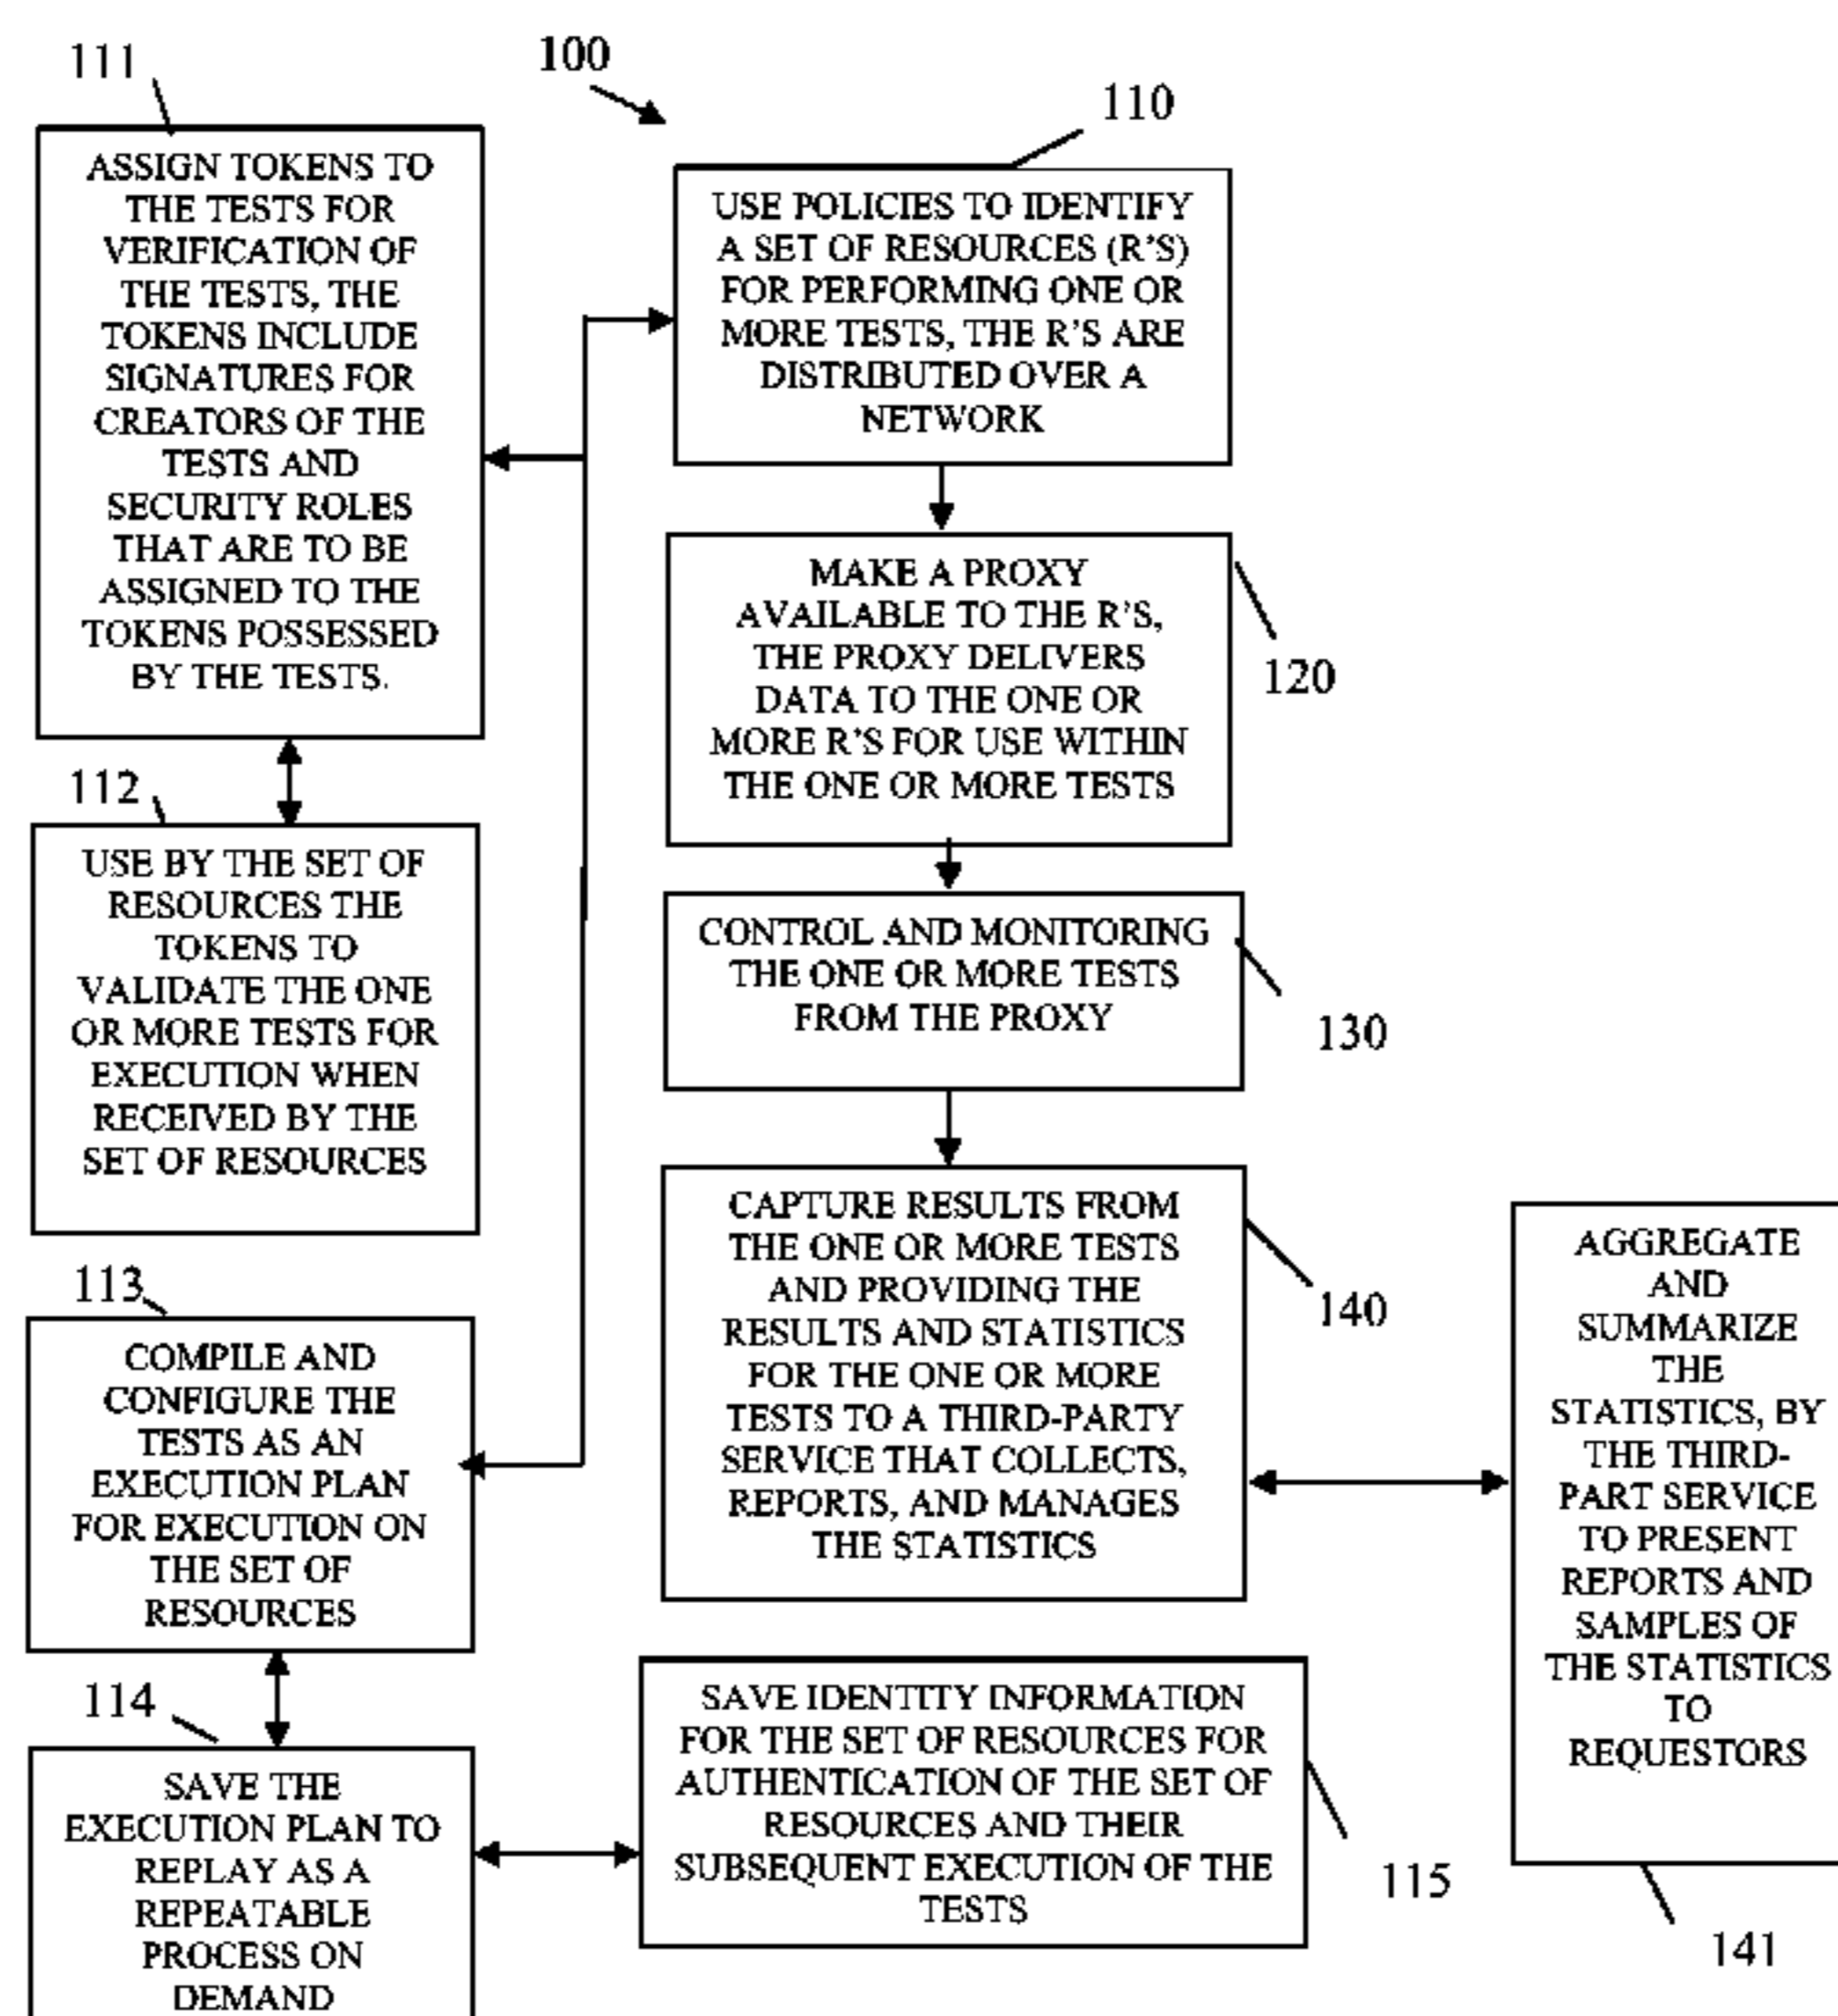 111
ASSIGN TOKENS TO
THE TESTS FOR
VERIFICATION OF
THE TESTS, THE
TOKENS INCLUDE
SIGNATURES FOR
CREATORS OF THE
TESTS AND
SECURITY ROLES
THAT ARE TO BE
ASSIGNED TO THE
TOKENS POSSESSED
BY THE TESTS.
112
USE BY THE SET OF
RESOURCES THE
TOKENS TO
VALIDATE THE ONE
OR MORE TESTS FOR
EXECUTION WHEN
RECEIVED BY THE
SET OF RESOURCES
113
COMPILE AND
CONFIGURE THE
TESTS AS AN
EXECUTION PLAN
FOR EXECUTION ON
THE SET OF
RESOURCES
114
SAVE THE
EXECUTION PLAN TO
REPLAY AS A
REPEATABLE
PROCESS ON
DEMAND
100
110
USE POLICIES TO IDENTIFY
A SET OF RESOURCES (R'S)
FOR PERFORMING ONE OR
MORE TESTS, THE R'S ARE
DISTRIBUTED OVER A
NETWORK
MAKE A PROXY
AVAILABLE TO THE R'S,
THE PROXY DELIVERS
DATA TO THE ONE OR
MORE R'S FOR USE WITHIN
THE ONE OR MORE TESTS
120
CONTROL AND MONITORING
THE ONE OR MORE TESTS
FROM THE PROXY
130
CAPTURE RESULTS FROM
THE ONE OR MORE TESTS
AND PROVIDING THE
RESULTS AND STATISTICS
FOR THE ONE OR MORE
TESTS TO A THIRD-PARTY
SERVICE THAT COLLECTS,
REPORTS, AND MANAGES
THE STATISTICS
140
SAVE IDENTITY INFORMATION
FOR THE SET OF RESOURCES FOR
AUTHENTICATION OF THE SET OF
RESOURCES AND THEIR
SUBSEQUENT EXECUTION OF THE
TESTS
115
AGGREGATE
AND
SUMMARIZE
THE
STATISTICS, BY
THE THIRD-
PART SERVICE
TO PRESENT
REPORTS AND
SAMPLES OF
THE STATISTICS
TO
REQUESTORS
141